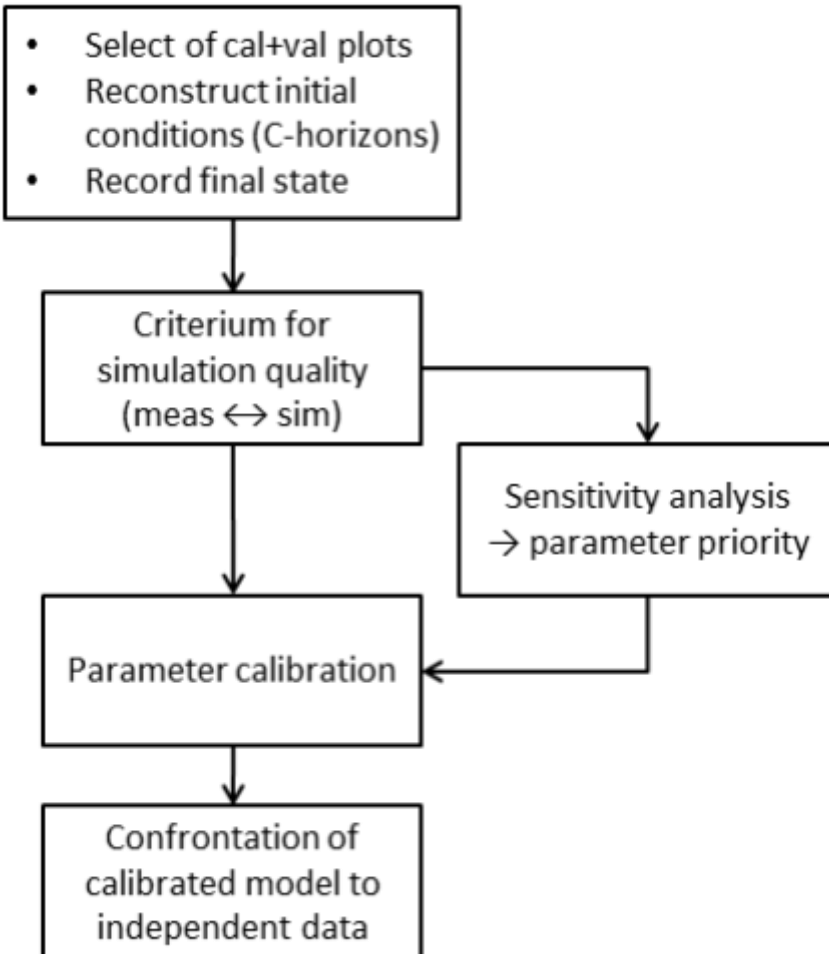 • Select of cal+val plots
• Reconstruct initial
conditions (C-horizons)
• Record final state
Criterium for
simulation quality
(meas ↔ sim)
Sensitivity analysis
→ parameter priority
Parameter calibration
Confrontation of
calibrated model to
independent data